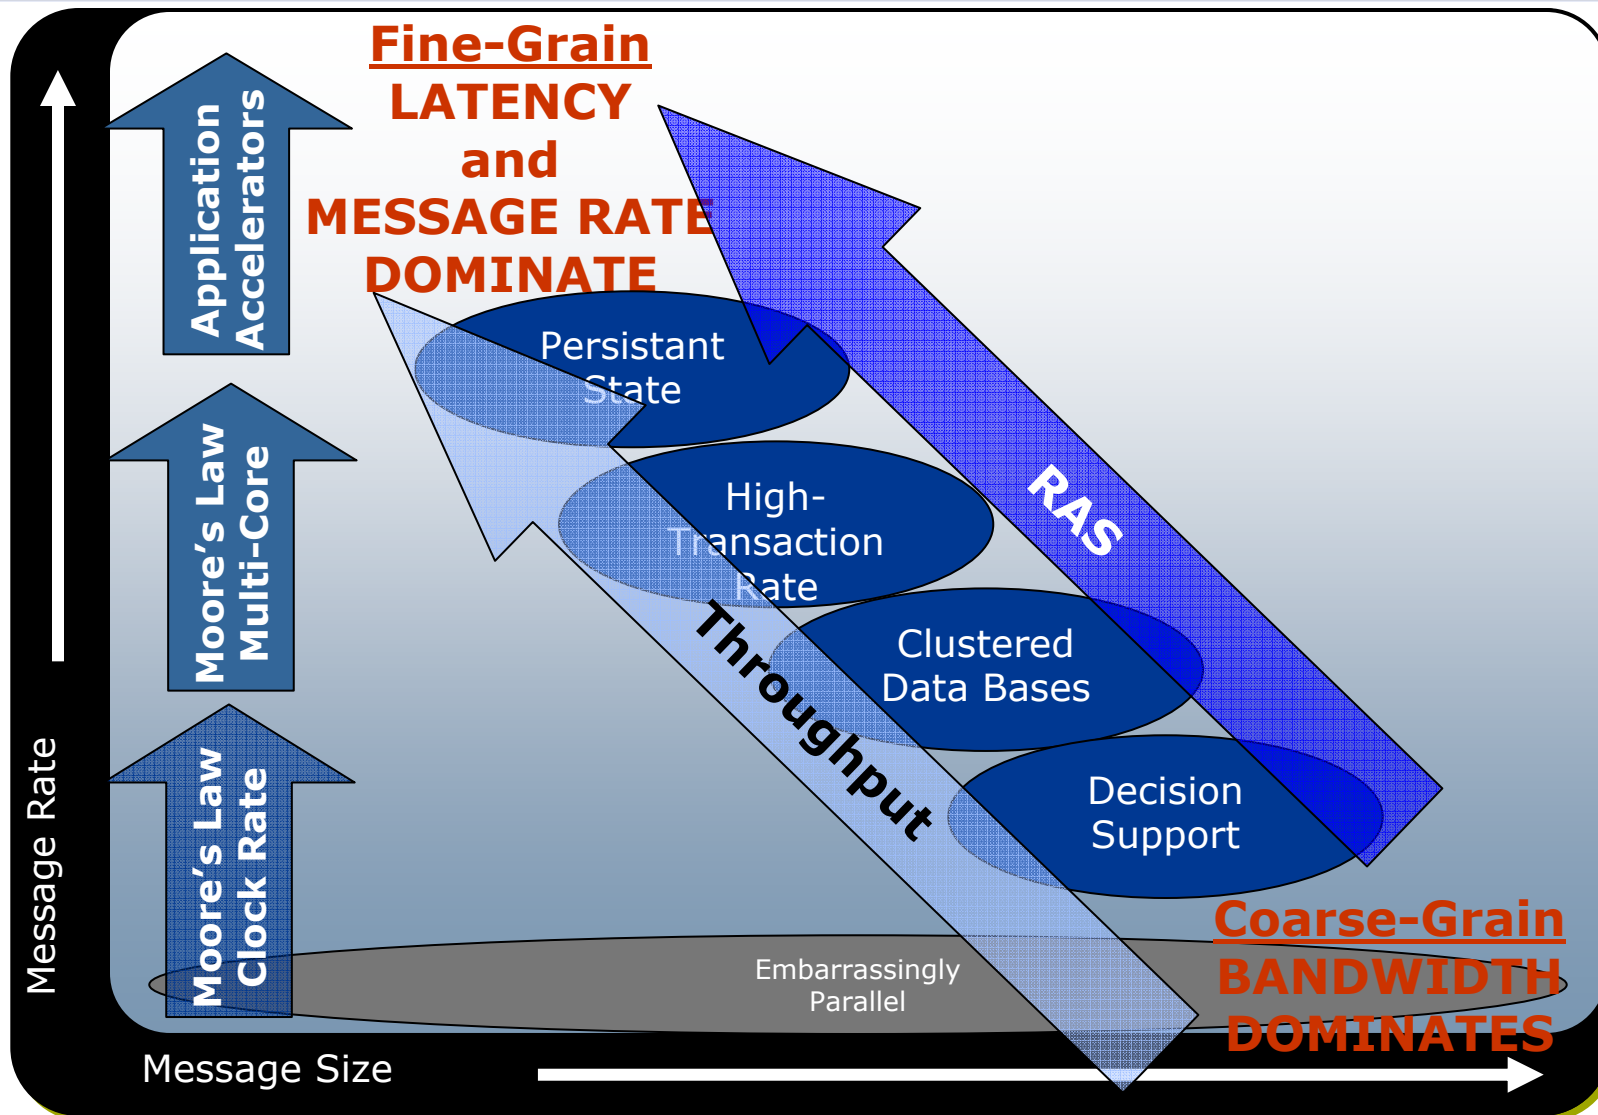 Fine-Grain
LATENCY
and
MESSAGE RATE
DOMINATE
Application
Accelerators
Moore’s Law
Multi-Core
Moore’s Law
Clock Rate
Message Rate
Persistant
State
High-
Transaction
Rate
Clustered
Data Bases
Decision
Support
RAS
Throughput
Embarrassingly
Parallel
Coarse-Grain
BANDWIDTH
DOMINATES
Message Size